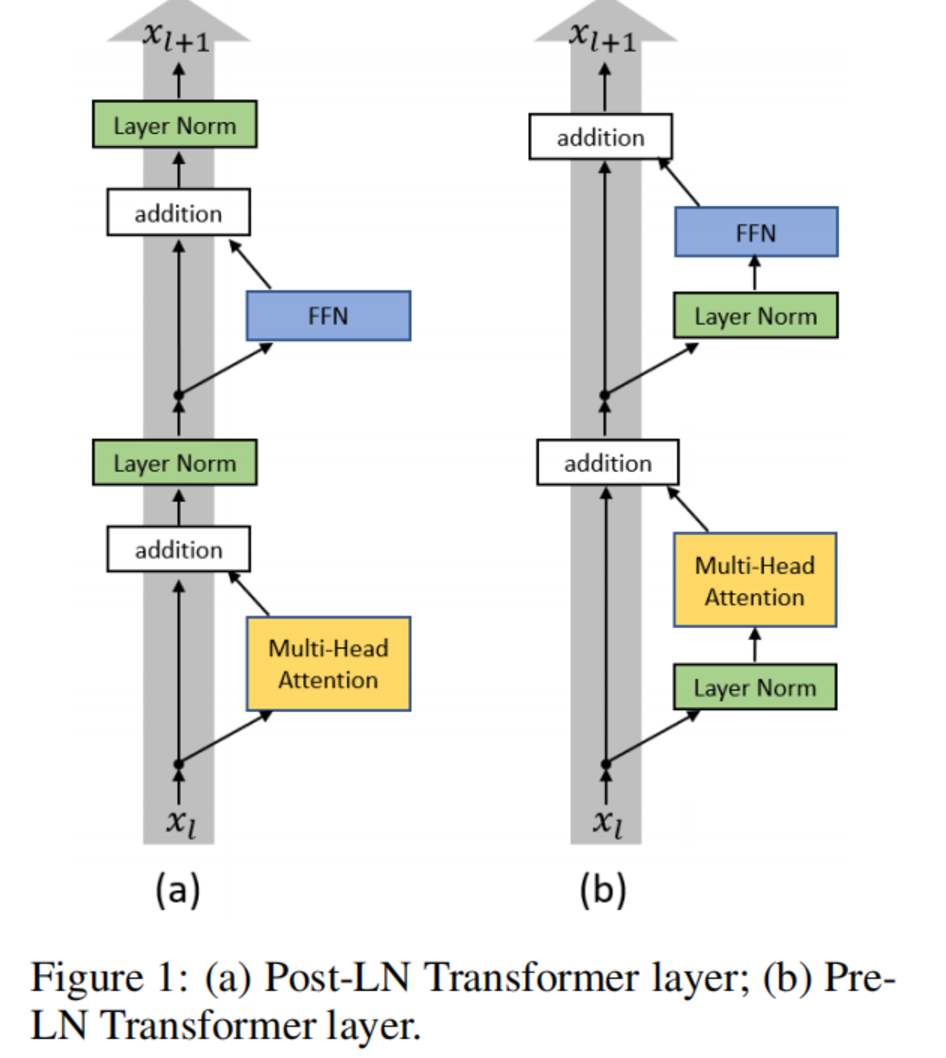 x_{l+1}
Layer Norm
addition
FFN
Layer Norm
addition
Multi-Head
Attention
x_l
(a)
x_{l+1}
addition
FFN
Layer Norm
addition
Multi-Head
Attention
Layer Norm
x_l
(b)
Figure 1: (a) Post-LN Transformer layer; (b) Pre-
LN Transformer layer.